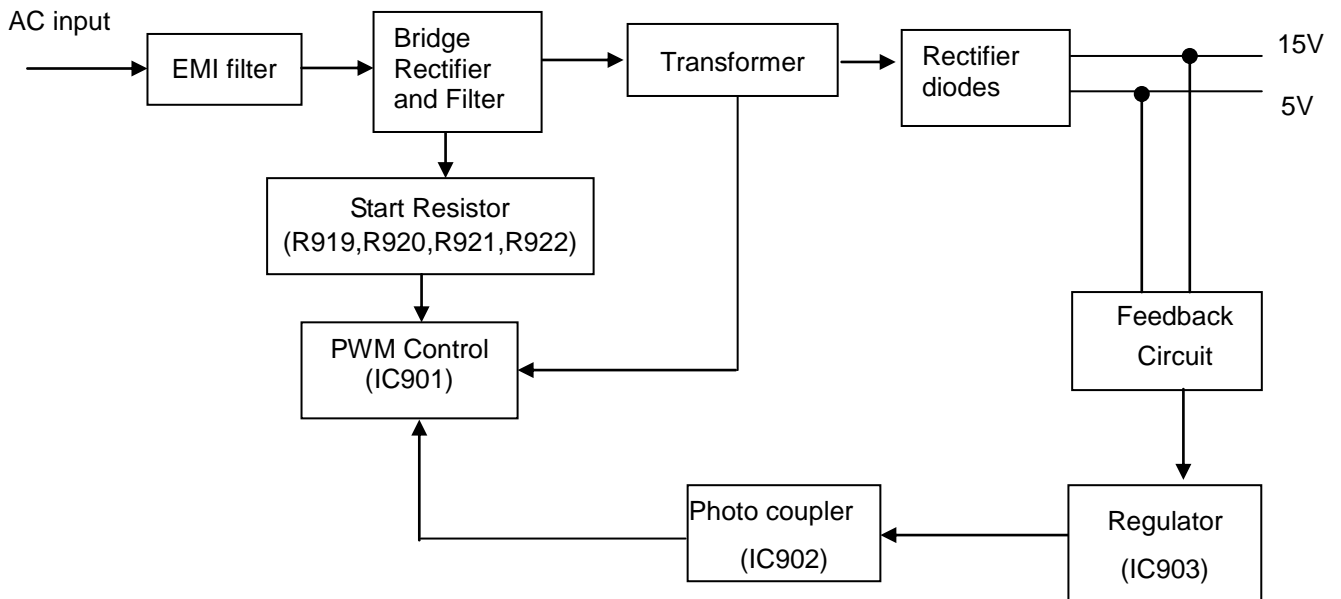 AC input
EMI filter
Bridge
Rectifier
and Filter
Transformer
Rectifier
diodes
15V
5V
Start Resistor
(R919,R920,R921,R922)
PWM Control
(IC901)
Feedback
Circuit
Photo coupler
(IC902)
Regulator
(IC903)